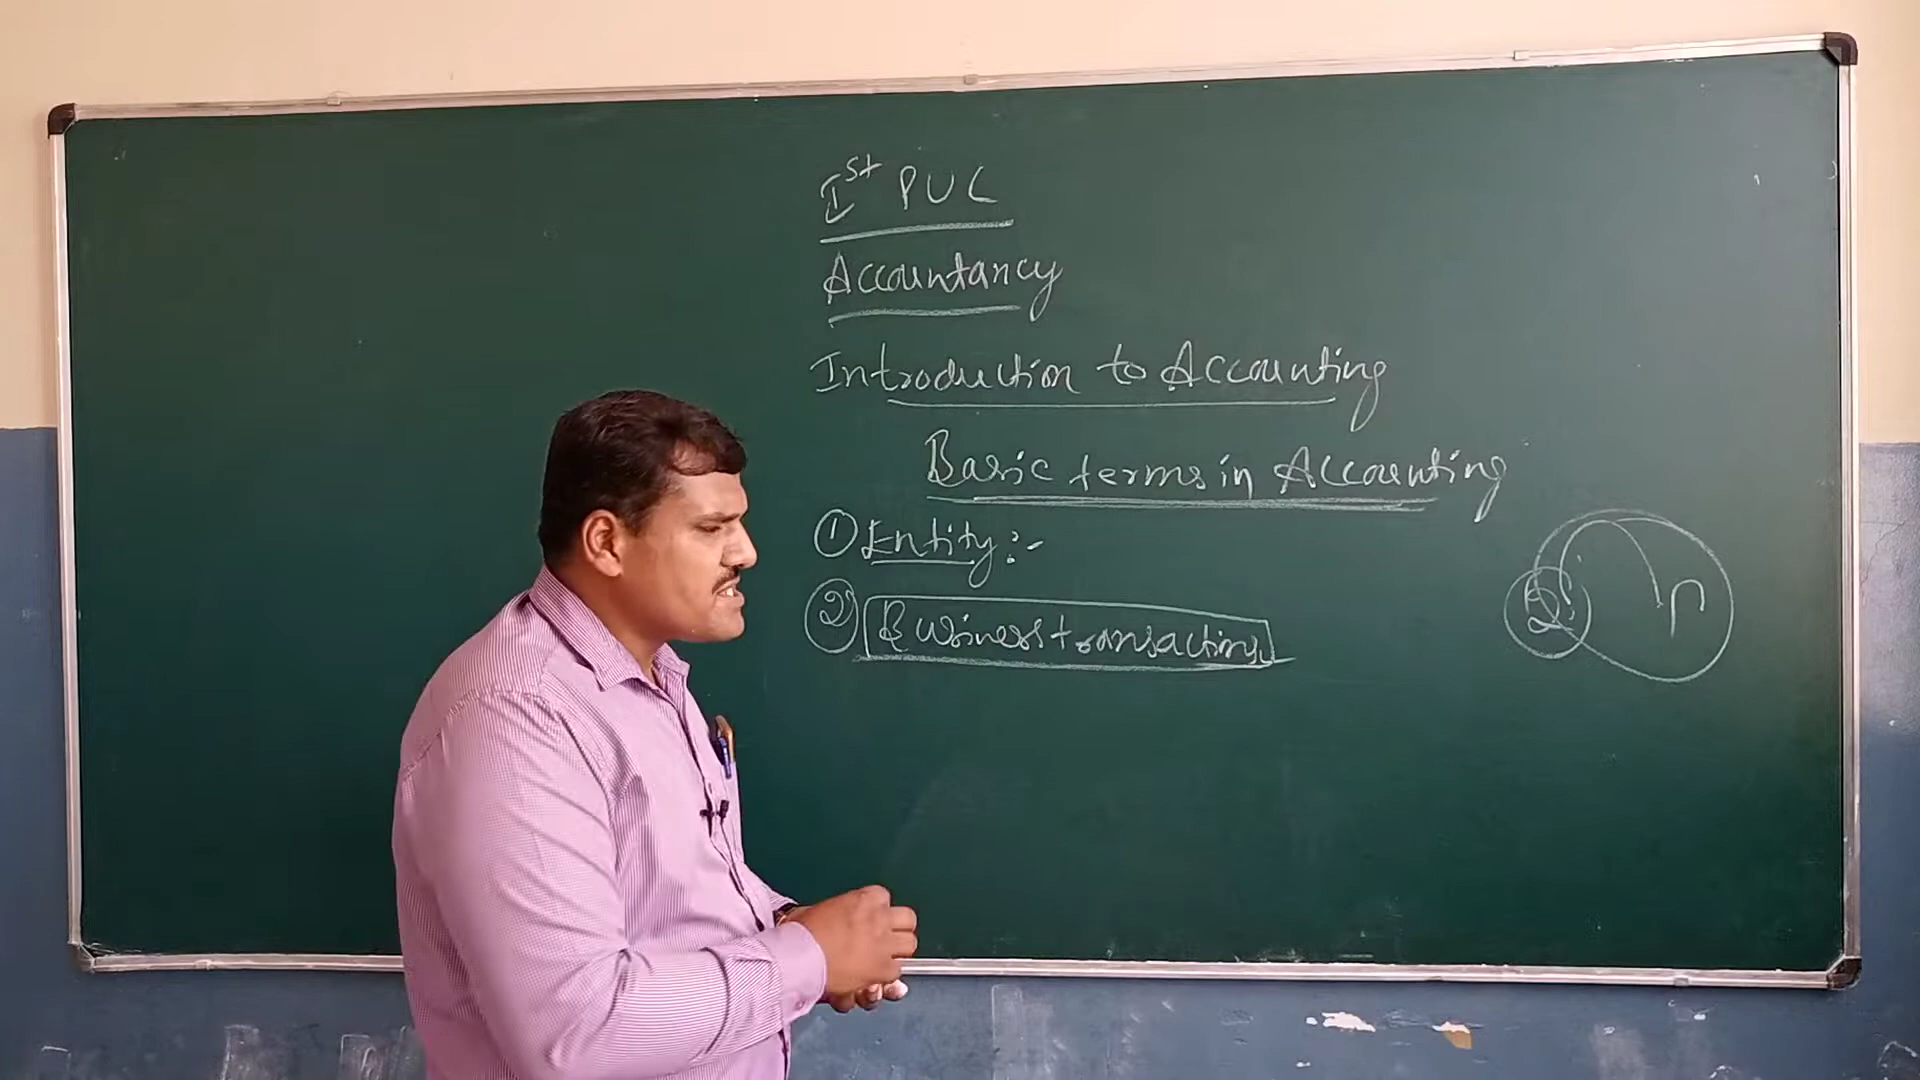 Ist PUC
Accountancy
Introduction to Accounting
Basic terms in Accounting
① Entity:-
② Business transactions